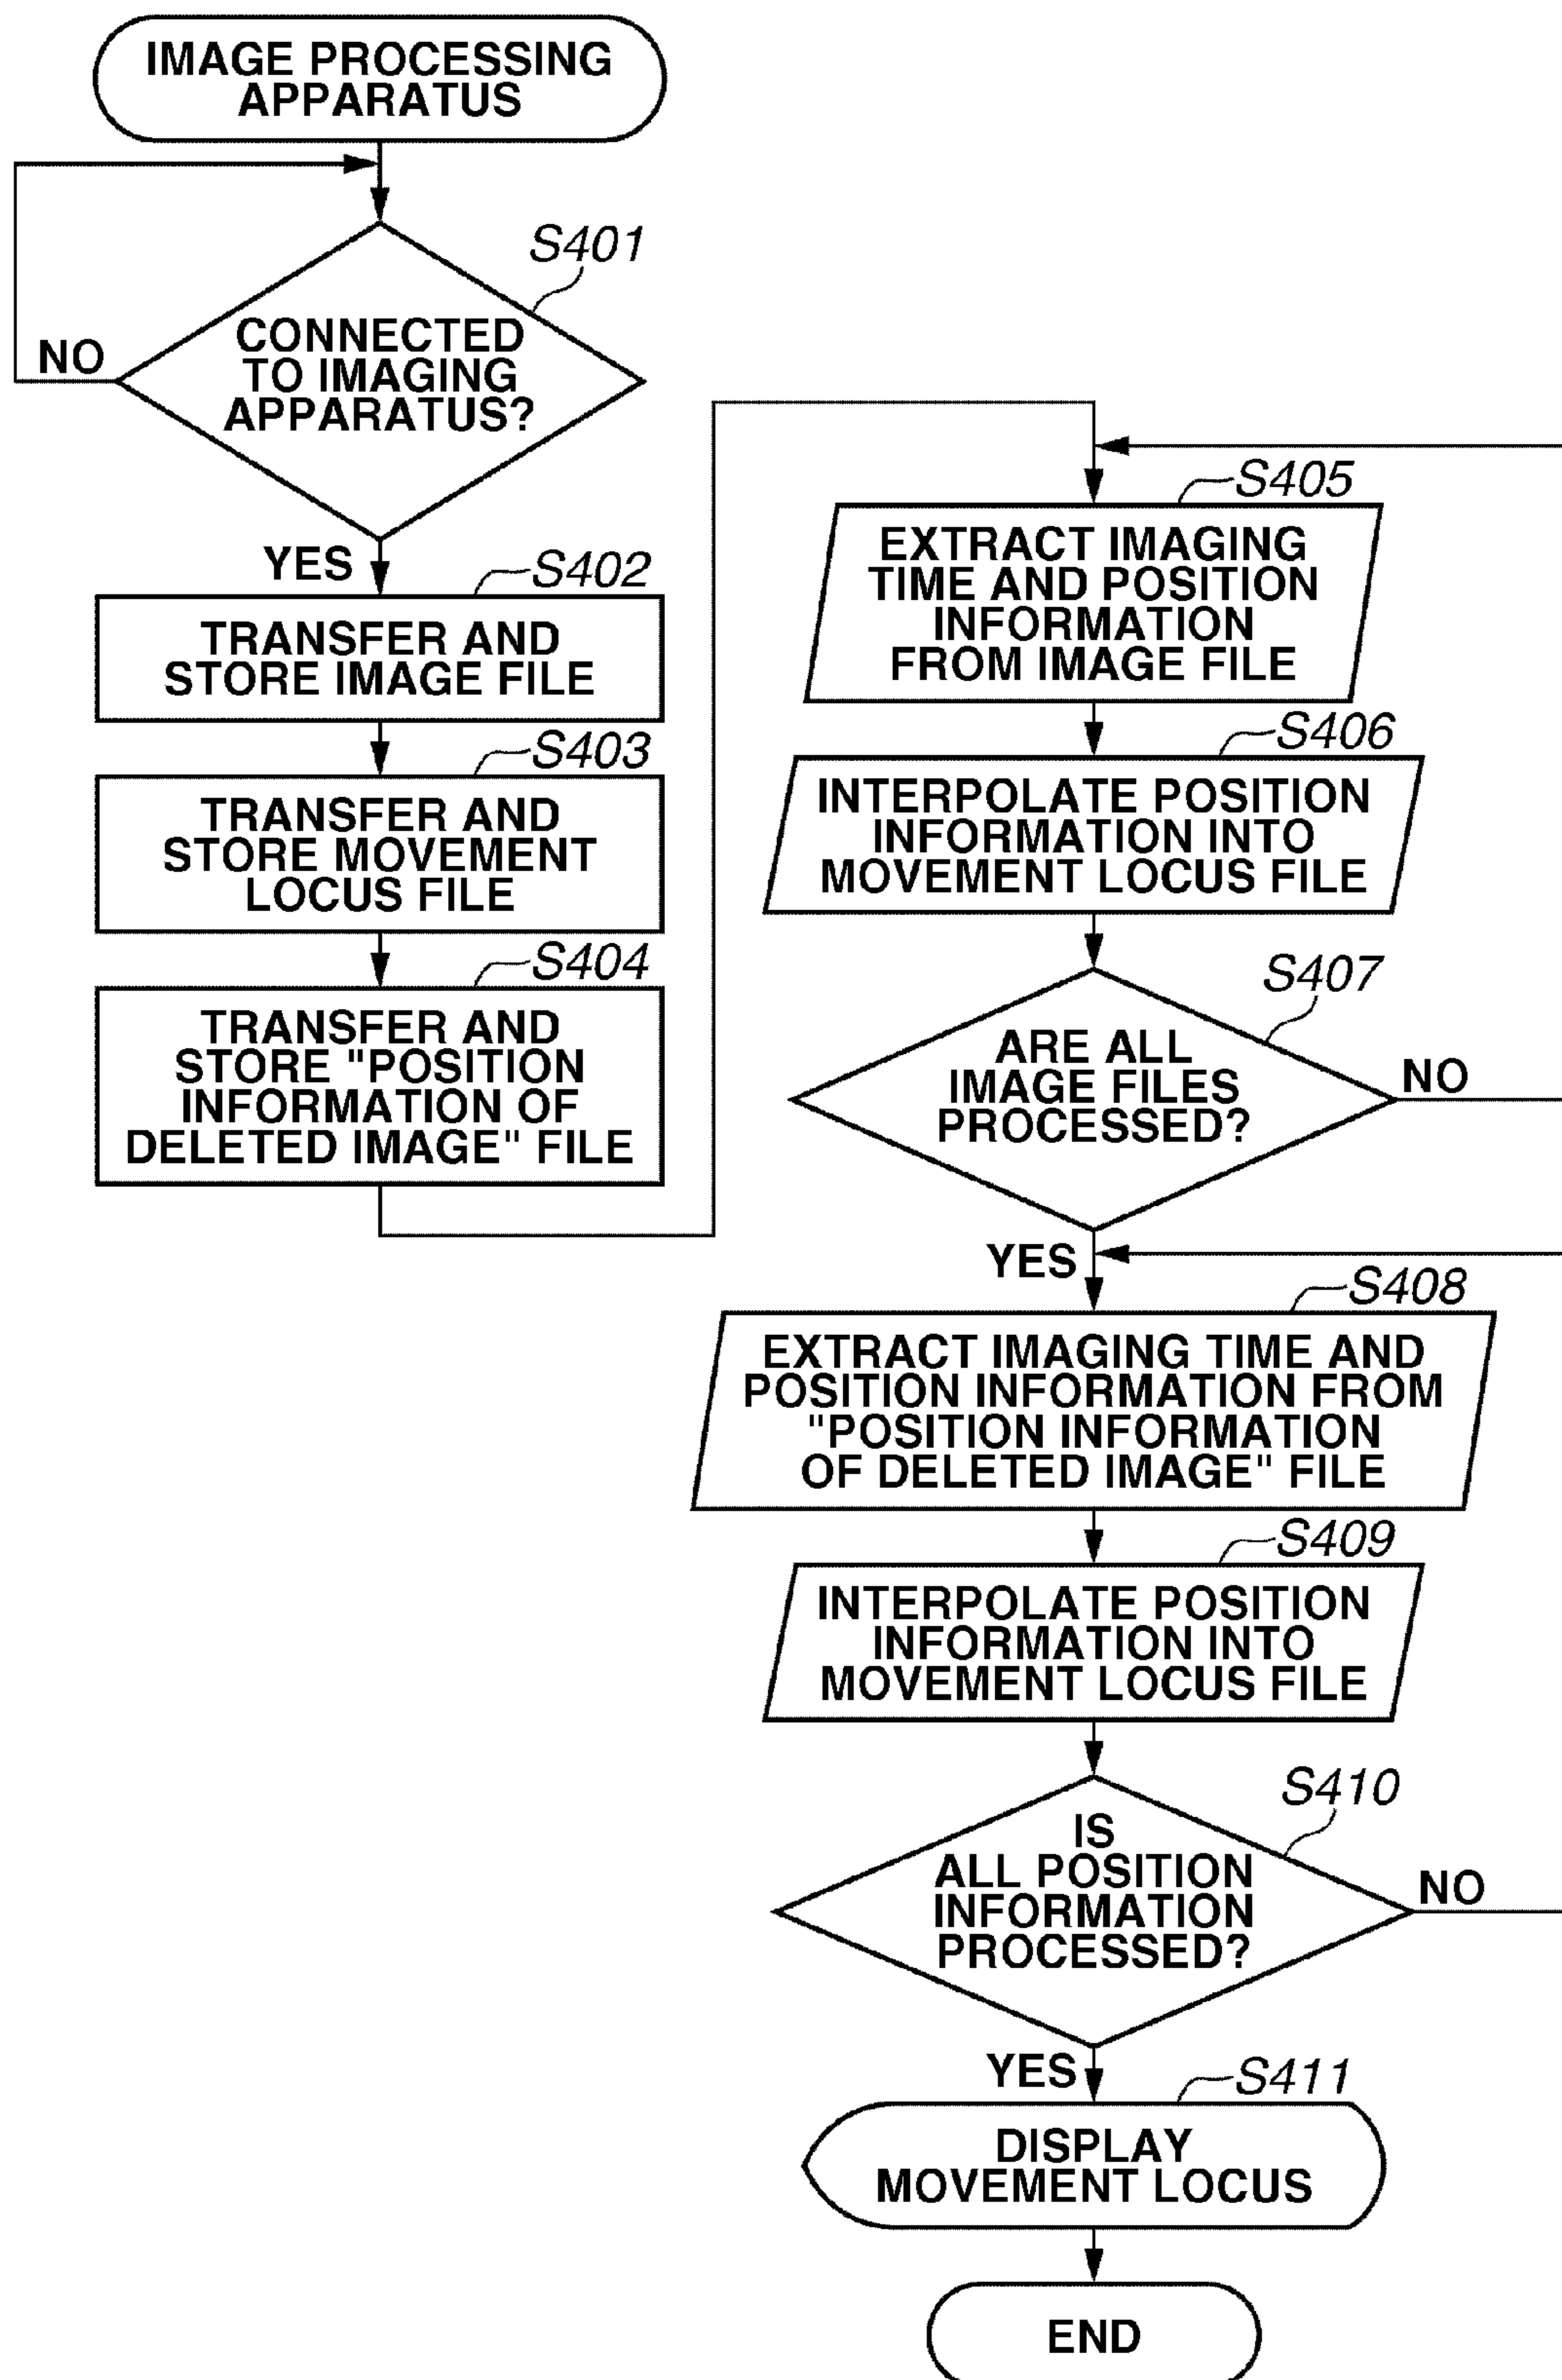 IMAGE PROCESSING
APPARATUS
S401
CONNECTED
TO IMAGING
APPARATUS?
NO
YES
S402
TRANSFER AND
STORE IMAGE FILE
S403
TRANSFER AND
STORE MOVEMENT
LOCUS FILE
S404
TRANSFER AND
STORE "POSITION
INFORMATION OF
DELETED IMAGE" FILE
S405
EXTRACT IMAGING
TIME AND POSITION
INFORMATION
FROM IMAGE FILE
S406
INTERPOLATE POSITION
INFORMATION INTO
MOVEMENT LOCUS FILE
S407
ARE ALL
IMAGE FILES
PROCESSED?
NO
YES
S408
EXTRACT IMAGING TIME AND
POSITION INFORMATION FROM
"POSITION INFORMATION
OF DELETED IMAGE" FILE
S409
INTERPOLATE POSITION
INFORMATION INTO
MOVEMENT LOCUS FILE
S410
IS
ALL POSITION
INFORMATION
PROCESSED?
NO
YES
S411
DISPLAY
MOVEMENT LOCUS
END